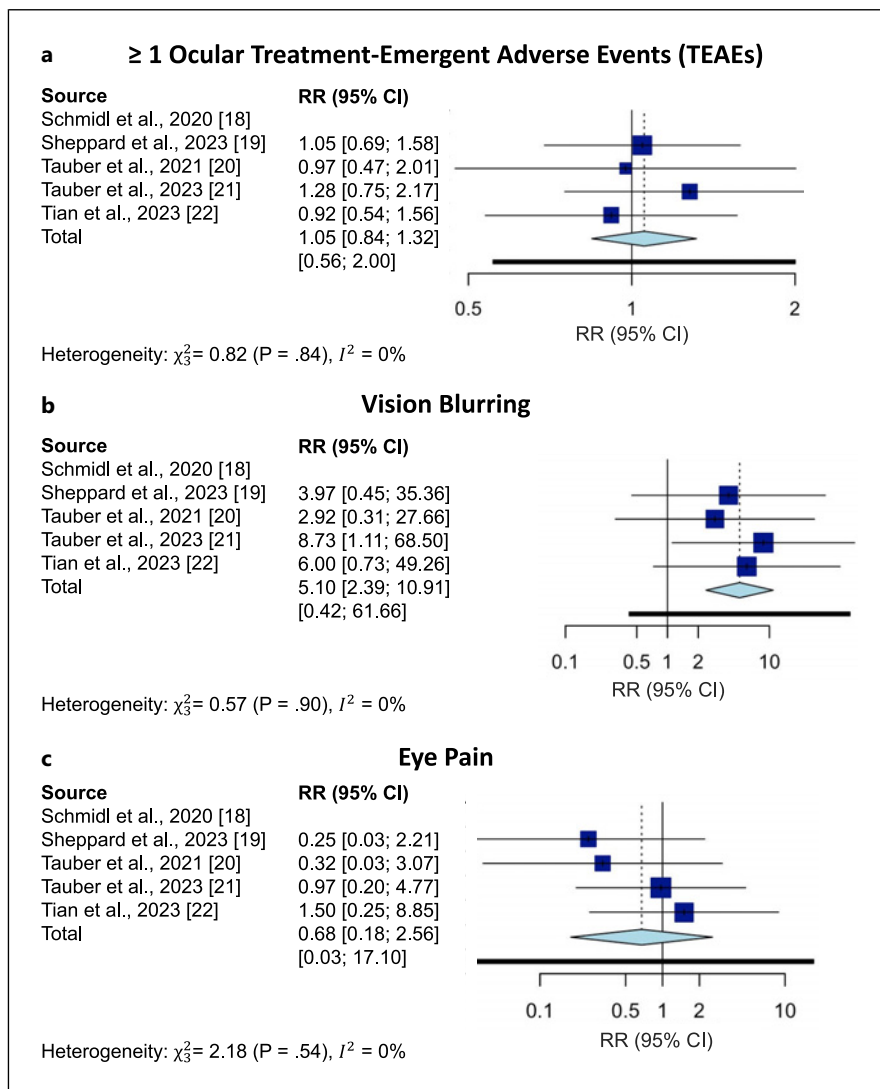 a ≥ 1 Ocular Treatment-Emergent Adverse Events (TEAEs)
Source RR (95% CI)
Schmidl et al., 2020 [18]
Sheppard et al., 2023 [19] 1.05 [0.69; 1.58]
Tauber et al., 2021 [20] 0.97 [0.47; 2.01]
Tauber et al., 2023 [21] 1.28 [0.75; 2.17]
Tian et al., 2023 [22] 0.92 [0.54; 1.56]
Total 1.05 [0.84; 1.32]
[0.56; 2.00]
0.5 1 2
RR (95% CI)
Heterogeneity: χ²₃ = 0.82 (P = .84), I² = 0%
b Vision Blurring
Source RR (95% CI)
Schmidl et al., 2020 [18]
Sheppard et al., 2023 [19] 3.97 [0.45; 35.36]
Tauber et al., 2021 [20] 2.92 [0.31; 27.66]
Tauber et al., 2023 [21] 8.73 [1.11; 68.50]
Tian et al., 2023 [22] 6.00 [0.73; 49.26]
Total 5.10 [2.39; 10.91]
[0.42; 61.66]
0.1 0.5 1 2 10
RR (95% CI)
Heterogeneity: χ²₃ = 0.57 (P = .90), I² = 0%
c Eye Pain
Source RR (95% CI)
Schmidl et al., 2020 [18]
Sheppard et al., 2023 [19] 0.25 [0.03; 2.21]
Tauber et al., 2021 [20] 0.32 [0.03; 3.07]
Tauber et al., 2023 [21] 0.97 [0.20; 4.77]
Tian et al., 2023 [22] 1.50 [0.25; 8.85]
Total 0.68 [0.18; 2.56]
[0.03; 17.10]
0.1 0.5 1 2 10
RR (95% CI)
Heterogeneity: χ²₃ = 2.18 (P = .54), I² = 0%